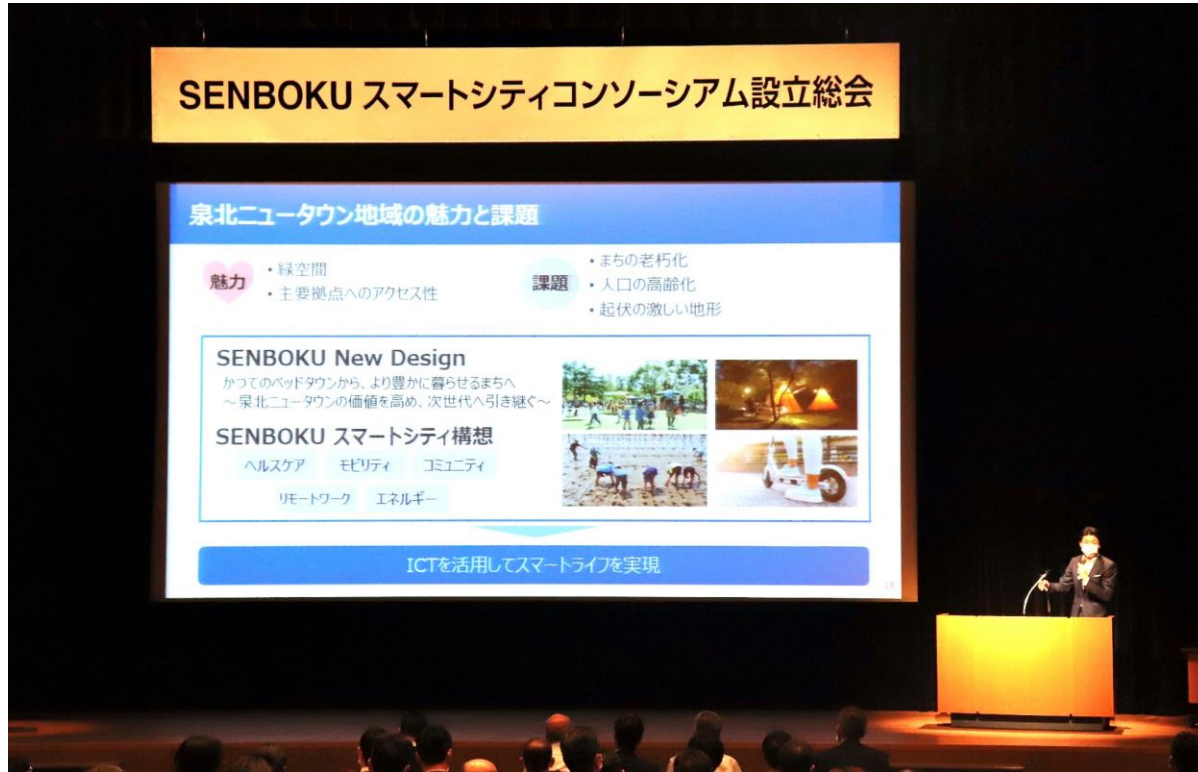 SENBOKU スマートシティコンソーシアム設立総会
泉北ニュータウン地域の魅力と課題
魅力
・緑空間
・主要拠点へのアクセス性
課題
・まちの老朽化
・人口の高齢化
・起伏の激しい地形
SENBOKU New Design
かつてのベッドタウンから、より豊かに暮らせるまちへ
～泉北ニュータウンの価値を高め、次世代へ引き継ぐ～
SENBOKU スマートシティ構想
ヘルスケア モビリティ コミュニティ
リモートワーク エネルギー
ICTを活用してスマートライフを実現
18